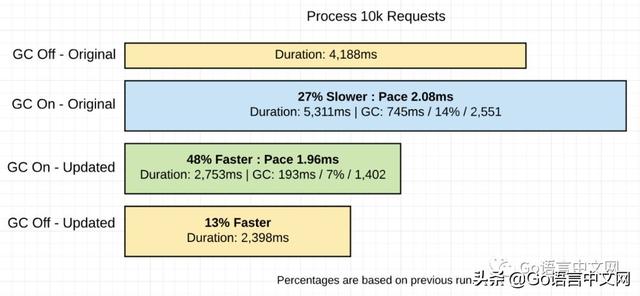 Process 10k Requests
GC Off - Original
Duration: 4,188ms
GC On - Original
27% Slower : Pace 2.08ms
Duration: 5,311ms | GC: 745ms / 14% / 2,551
GC On - Updated
48% Faster : Pace 1.96ms
Duration: 2,753ms | GC: 193ms / 7% / 1,402
GC Off - Updated
13% Faster
Duration: 2,398ms
Go语言中文网
Percentages are based on previous run.
头条 @Go语言中文网